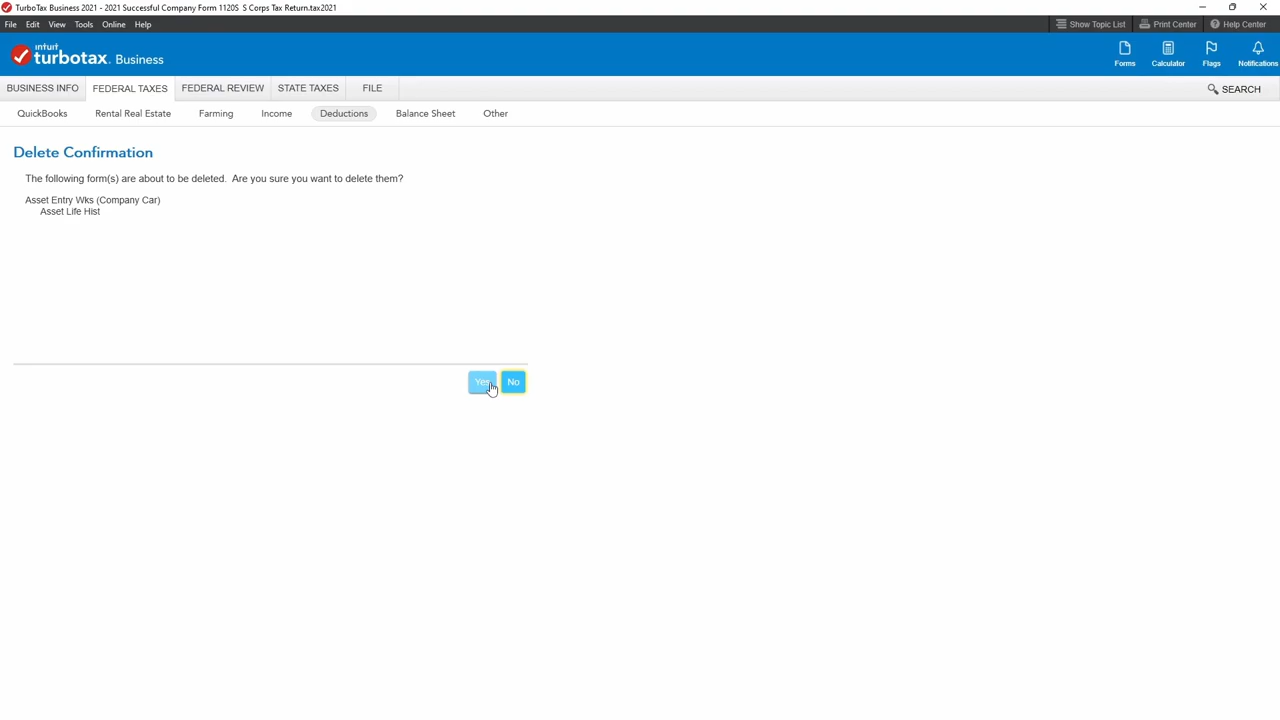 TurboTax Business 2021 - 2021 Successful Company Form 1120S S Corps Tax Return.tax2021
File Edit View Tools Online Help
Show Topic List Print Center Help Center
intuit
turbotax. Business
Forms Calculator Flags Notifications
BUSINESS INFO FEDERAL TAXES FEDERAL REVIEW STATE TAXES FILE SEARCH
QuickBooks Rental Real Estate Farming Income Deductions Balance Sheet Other
Delete Confirmation
The following form(s) are about to be deleted. Are you sure you want to delete them?
Asset Entry Wks (Company Car)
Asset Life Hist
Yes No